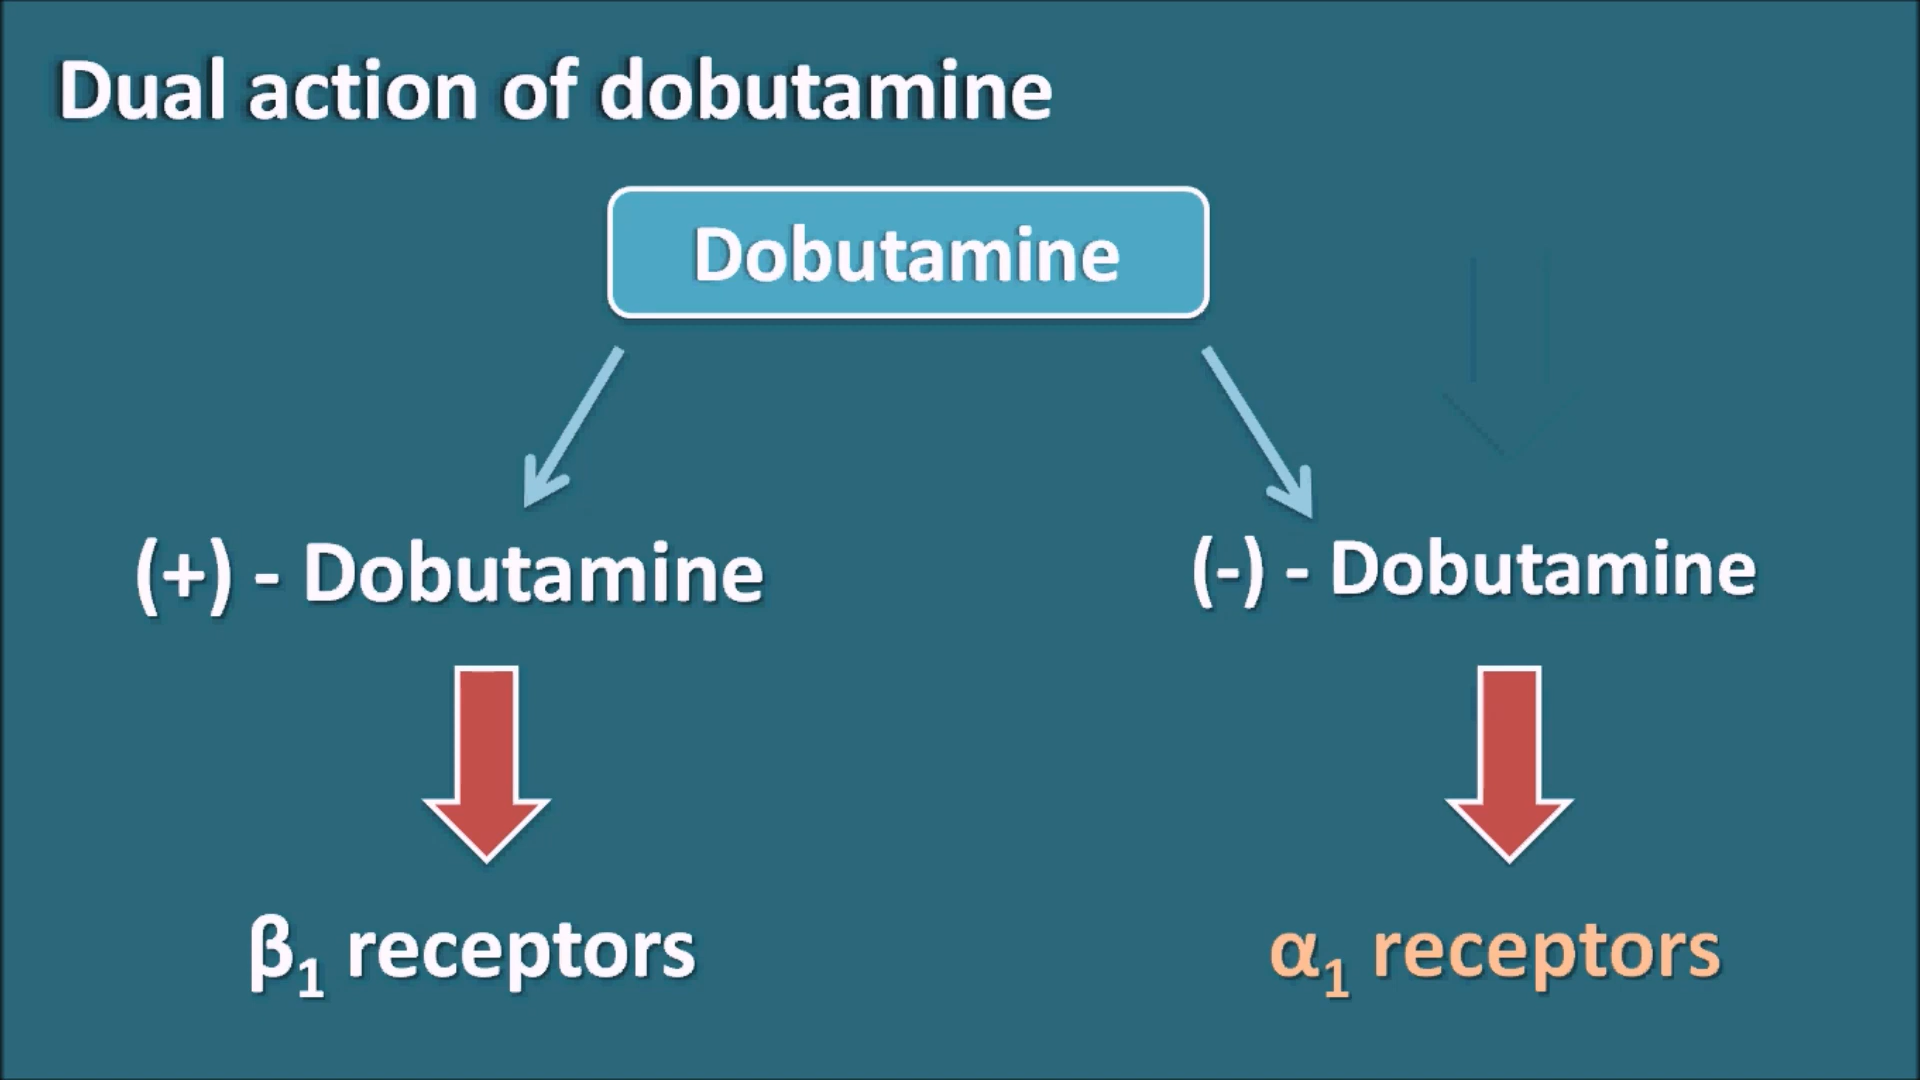 Dual action of dobutamine
Dobutamine
(+) - Dobutamine
(-) - Dobutamine
β₁ receptors
α₁ receptors